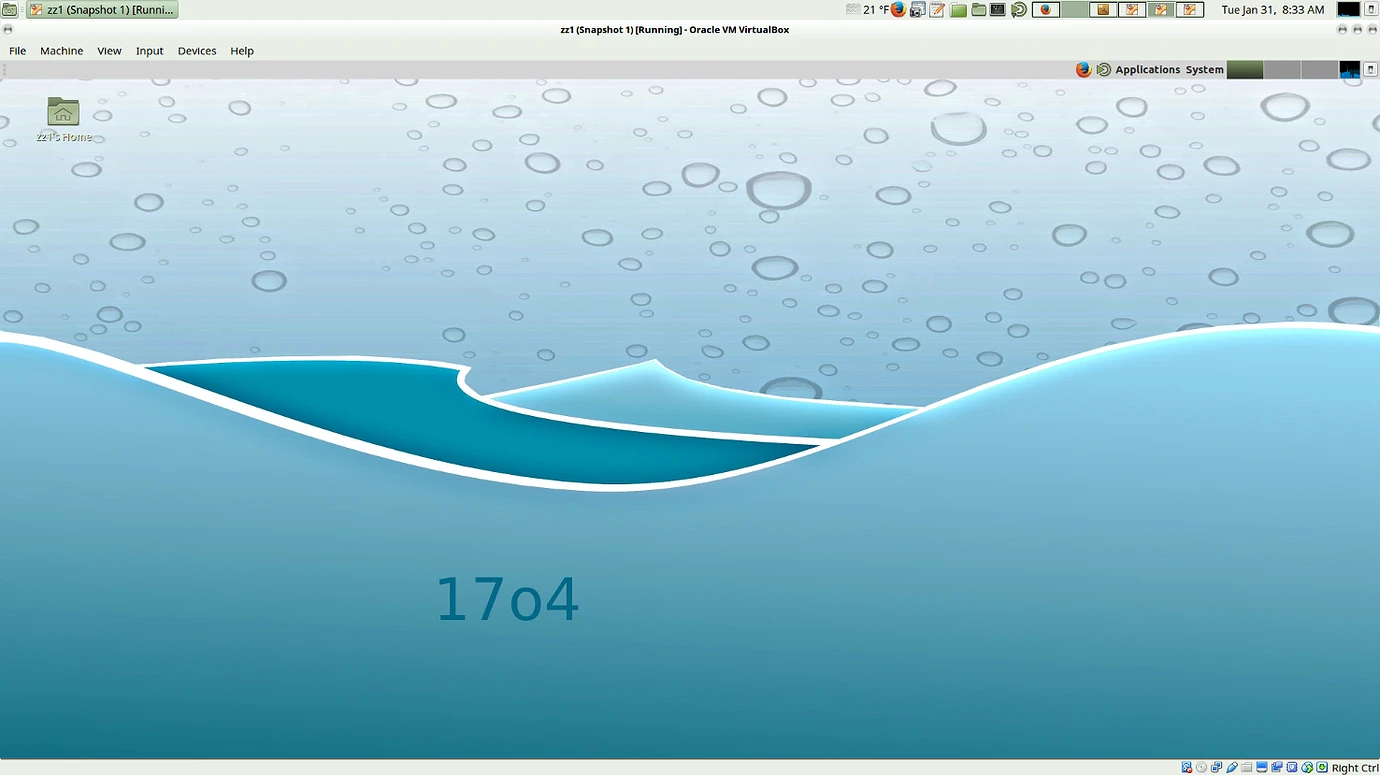 zz1 (Snapshot 1) [Runni...
21 °F
Tue Jan 31, 8:33 AM
zz1 (Snapshot 1) [Running] - Oracle VM VirtualBox
File Machine View Input Devices Help
Applications System
zz1's Home
17o4
Right Ctrl